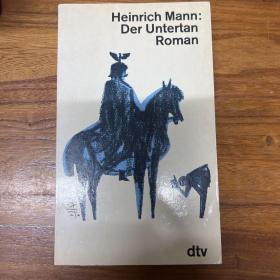 Heinrich Mann:
Der Untertan
Roman
dtv